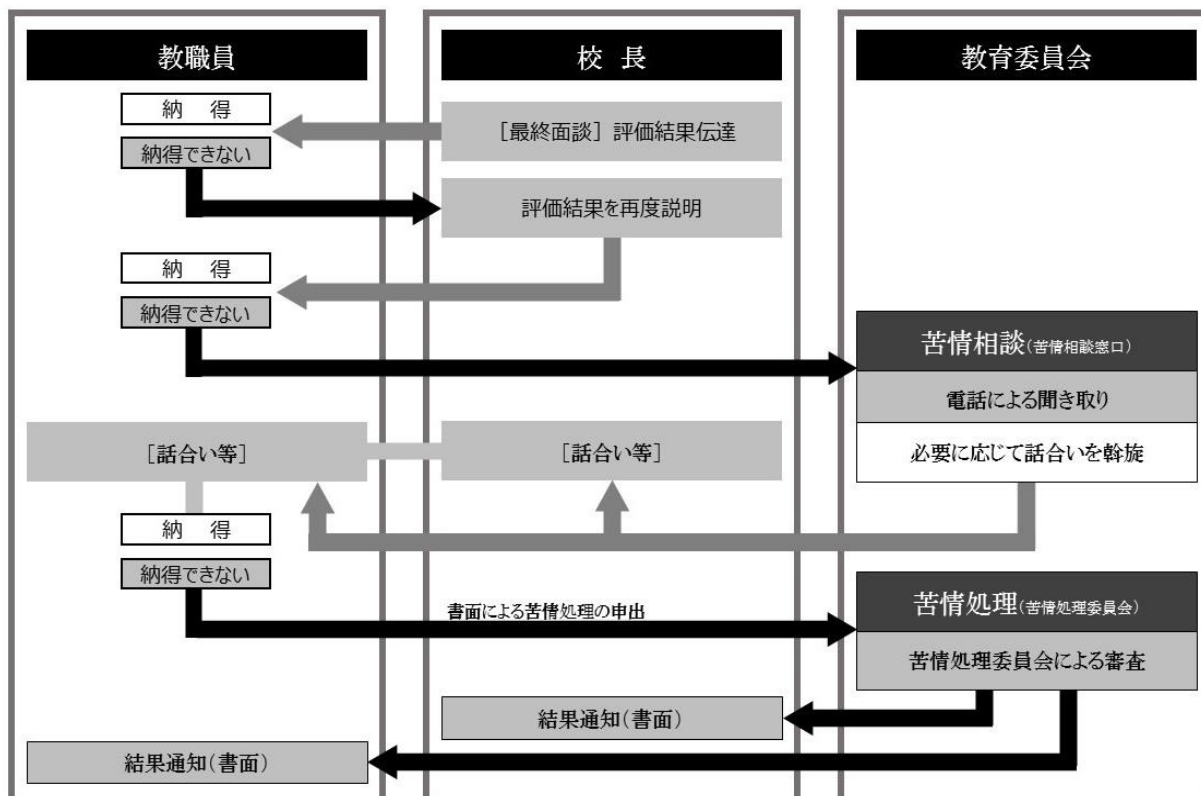 教職員
校 長
教育委員会
納 得
納得できない
［最終面談］評価結果伝達
評価結果を再度説明
納 得
納得できない
苦情相談（苦情相談窓口）
電話による聞き取り
必要に応じて話合いを斡旋
［話合い等］
［話合い等］
納 得
納得できない
書面による苦情処理の申出
苦情処理（苦情処理委員会）
苦情処理委員会による審査
結果通知（書面）
結果通知（書面）